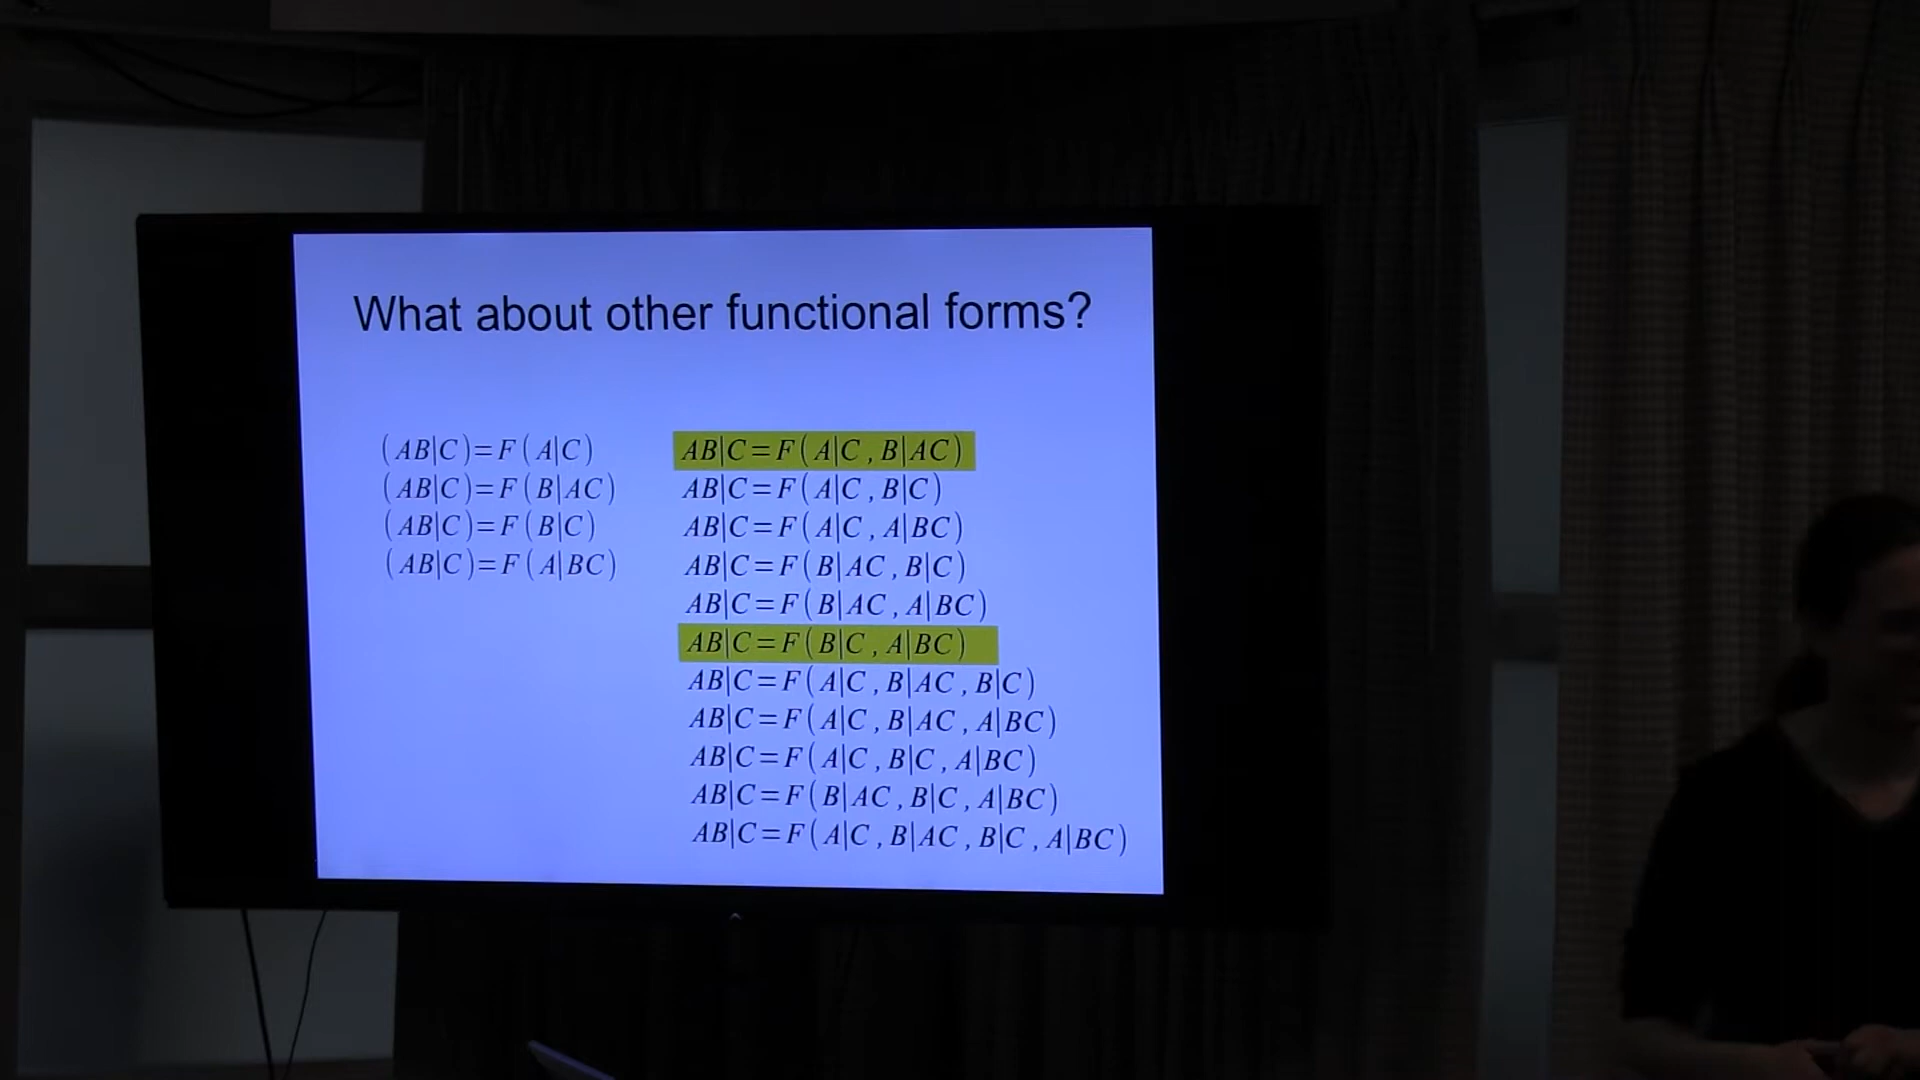 What about other functional forms?
(AB|C)=F(A|C)
(AB|C)=F(B|AC)
(AB|C)=F(B|C)
(AB|C)=F(A|BC)
AB|C=F(A|C,B|AC)
AB|C=F(A|C,B|C)
AB|C=F(A|C,A|BC)
AB|C=F(B|AC,B|C)
AB|C=F(B|AC,A|BC)
AB|C=F(B|C,A|BC)
AB|C=F(A|C,B|AC,B|C)
AB|C=F(A|C,B|AC,A|BC)
AB|C=F(A|C,B|C,A|BC)
AB|C=F(B|AC,B|C,A|BC)
AB|C=F(A|C,B|AC,B|C,A|BC)